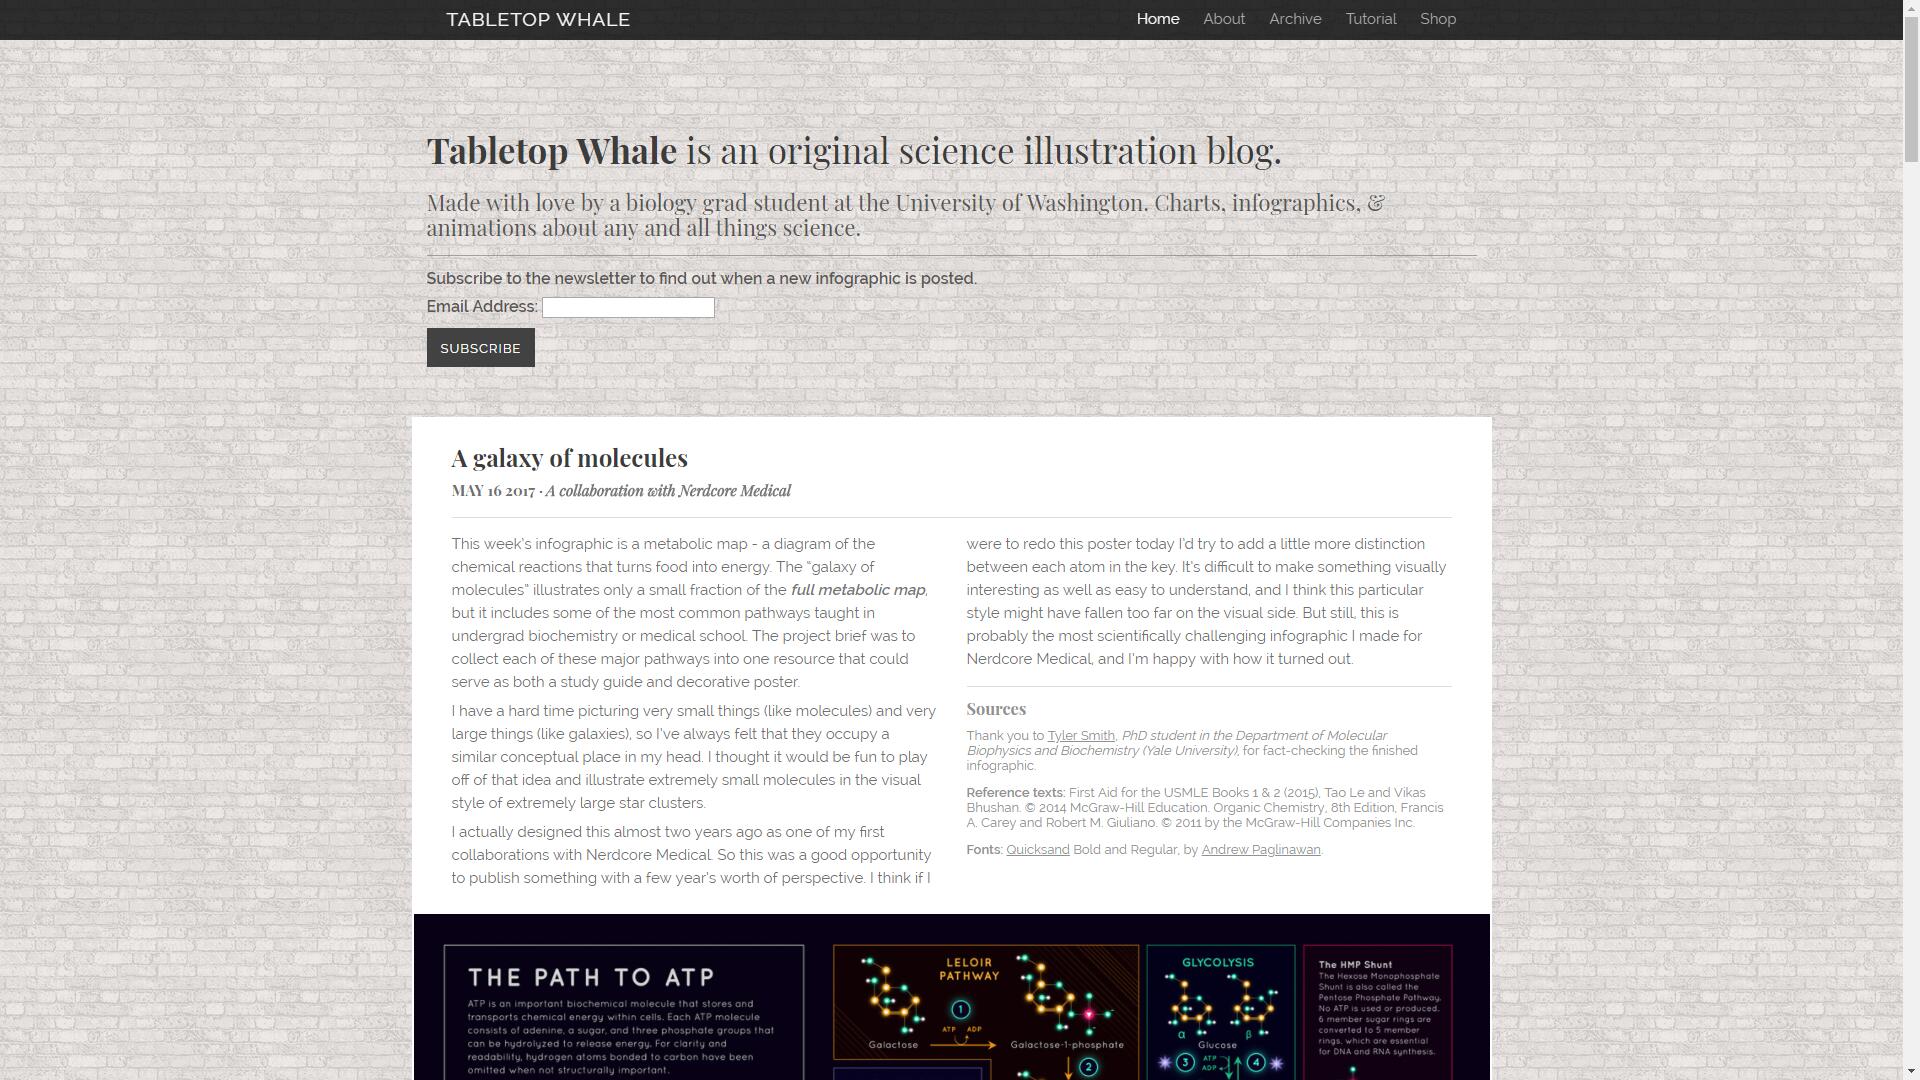 TABLETOP WHALE
Home About Archive Tutorial Shop
Tabletop Whale is an original science illustration blog.
Made with love by a biology grad student at the University of Washington. Charts, infographics, &
animations about any and all things science.
Subscribe to the newsletter to find out when a new infographic is posted.
Email Address:
SUBSCRIBE
A galaxy of molecules
MAY 16 2017 · A collaboration with Nerdcore Medical
This week's infographic is a metabolic map - a diagram of the
chemical reactions that turns food into energy. The “galaxy of
molecules” illustrates only a small fraction of the full metabolic map,
but it includes some of the most common pathways taught in
undergrad biochemistry or medical school. The project brief was to
collect each of these major pathways into one resource that could
serve as both a study guide and decorative poster.
I have a hard time picturing very small things (like molecules) and very
large things (like galaxies), so I've always felt that they occupy a
similar conceptual place in my head. I thought it would be fun to play
off of that idea and illustrate extremely small molecules in the visual
style of extremely large star clusters.
I actually designed this almost two years ago as one of my first
collaborations with Nerdcore Medical. So this was a good opportunity
to publish something with a few year's worth of perspective. I think if I
were to redo this poster today I'd try to add a little more distinction
between each atom in the key. It's difficult to make something visually
interesting as well as easy to understand, and I think this particular
style might have fallen too far on the visual side. But still, this is
probably the most scientifically challenging infographic I made for
Nerdcore Medical, and I'm happy with how it turned out.
Sources
Thank you to Tyler Smith, PhD student in the Department of Molecular
Biophysics and Biochemistry (Yale University), for fact-checking the finished
infographic.
Reference texts: First Aid for the USMLE Books 1 & 2 (2015), Tao Le and Vikas
Bhushan. © 2014 McGraw-Hill Education. Organic Chemistry, 8th Edition, Francis
A. Carey and Robert M. Giuliano. © 2011 by the McGraw-Hill Companies Inc.
Fonts: Quicksand Bold and Regular, by Andrew Paglinawan.
THE PATH TO ATP
ATP is an important biochemical molecule that stores and
transports chemical energy within cells. Each ATP molecule
consists of adenine, a sugar, and three phosphate groups that
can be hydrolyzed to release energy. For clarity and
readability, hydrogen atoms bonded to carbon have been
omitted when not structurally important.
LELOIR
PATHWAY
1
ATP ADP
Galactose
Galactose-1-phosphate
2
GLYCOLYSIS
α β
Glucose
3 ATP
ADP 4
The HMP Shunt
The Hexose Monophosphate
Shunt is also called the
Pentose Phosphate Pathway.
No ATP is used or produced.
6 member sugar rings are
converted to 5 member
rings, which are essential
for DNA and RNA synthesis.